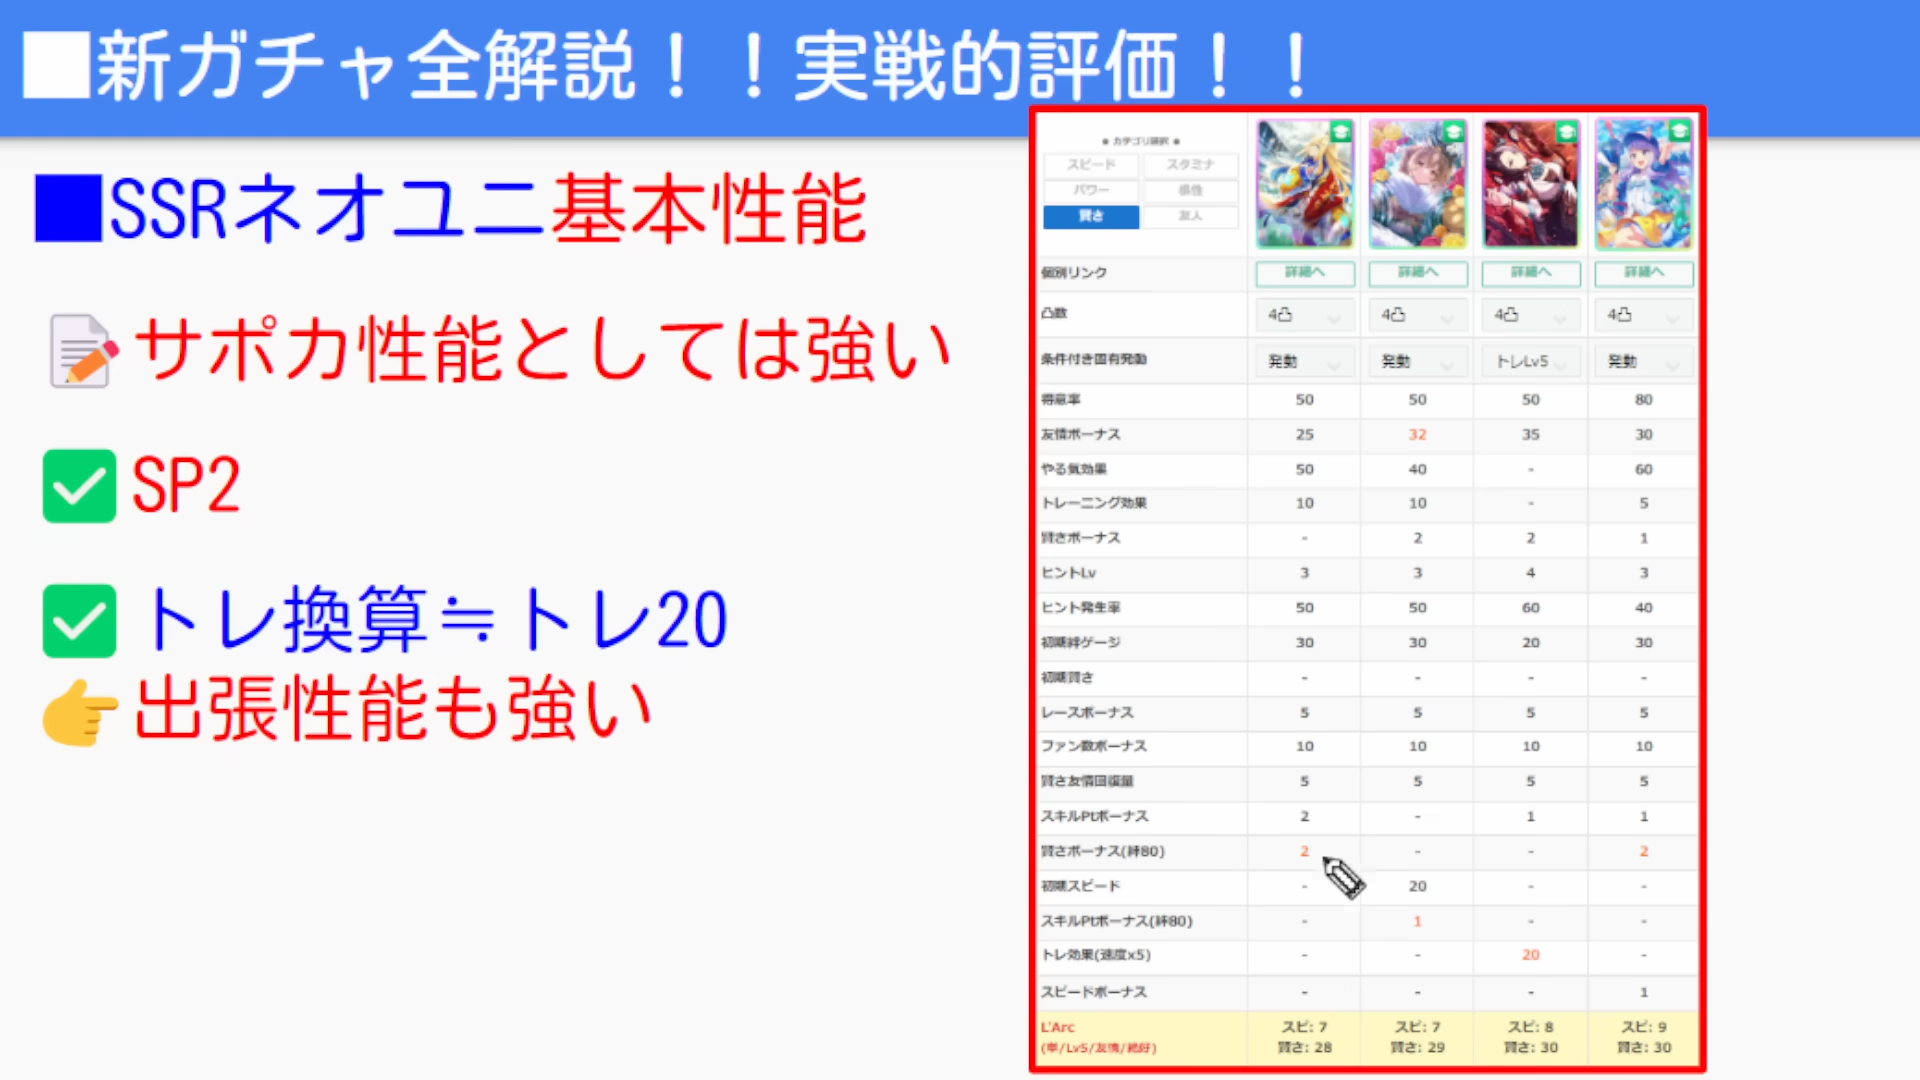 ■新ガチャ全解説！！実戦的評価！！
■SSRネオユニ基本性能
サポカ性能としては強い
SP2
トレ換算≒トレ20
出張性能も強い
● カテゴリ選択 ●
スピード スタミナ
パワー 根性
賢さ 友人
個別リンク 詳細へ 詳細へ 詳細へ 詳細へ
凸数 4凸 4凸 4凸 4凸
条件付き固有発動 発動 発動 トレLv5 発動
得意率 50 50 50 80
友情ボーナス 25 32 35 30
やる気効果 50 40 - 60
トレーニング効果 10 10 - 5
賢さボーナス - 2 2 1
ヒントLv 3 3 4 3
ヒント発生率 50 50 60 40
初期絆ゲージ 30 30 20 30
初期賢さ - - - -
レースボーナス 5 5 5 5
ファン数ボーナス 10 10 10 10
賢さ友情回復量 5 5 5 5
スキルPtボーナス 2 - 1 1
賢さボーナス(絆80) 2 - - 2
初期スピード - 20 - -
スキルPtボーナス(絆80) - 1 - -
トレ効果(速度x5) - - 20 -
スピードボーナス - - - 1
L'Arc スピ: 7 スピ: 7 スピ: 8 スピ: 9
(単/Lv5/友情/絶好) 賢さ: 28 賢さ: 29 賢さ: 30 賢さ: 30